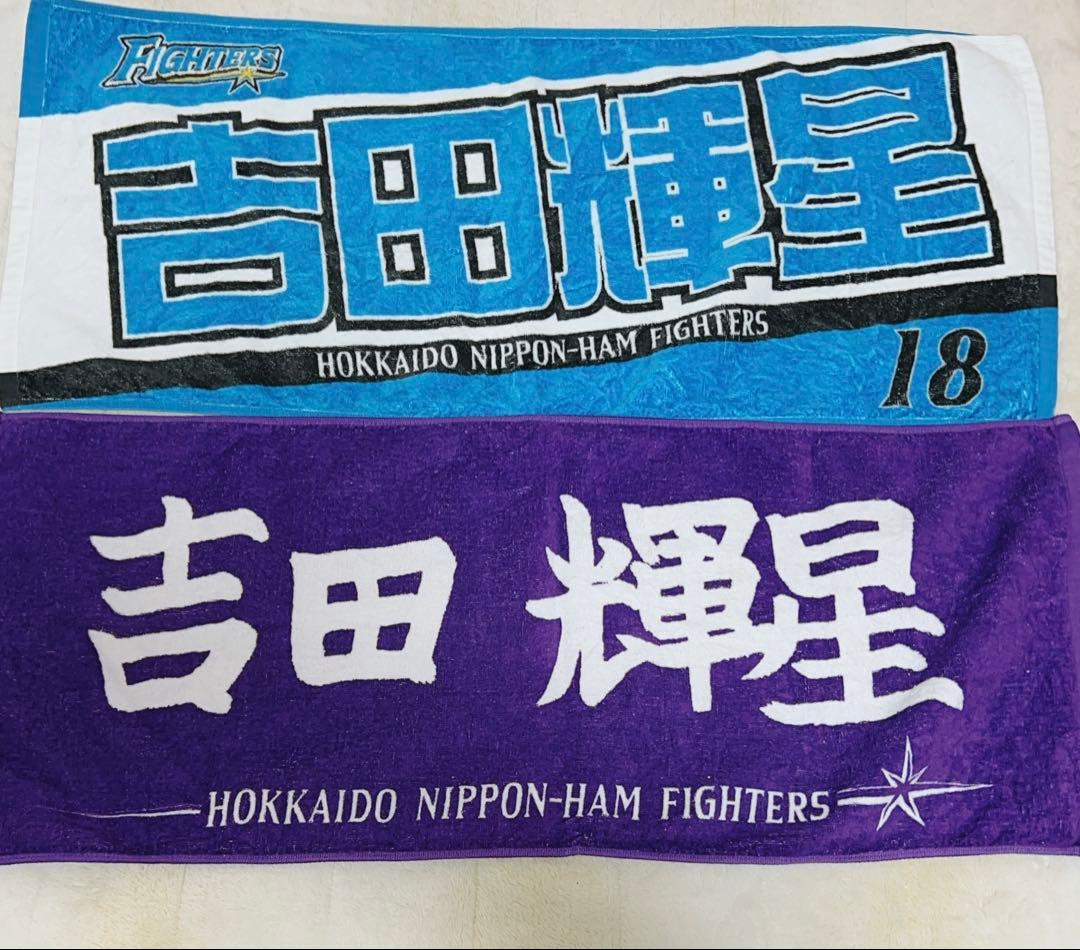 FIGHTERS
吉田輝星
HOKKAIDO NIPPON-HAM FIGHTERS
18
吉田 輝星
HOKKAIDO NIPPON-HAM FIGHTERS